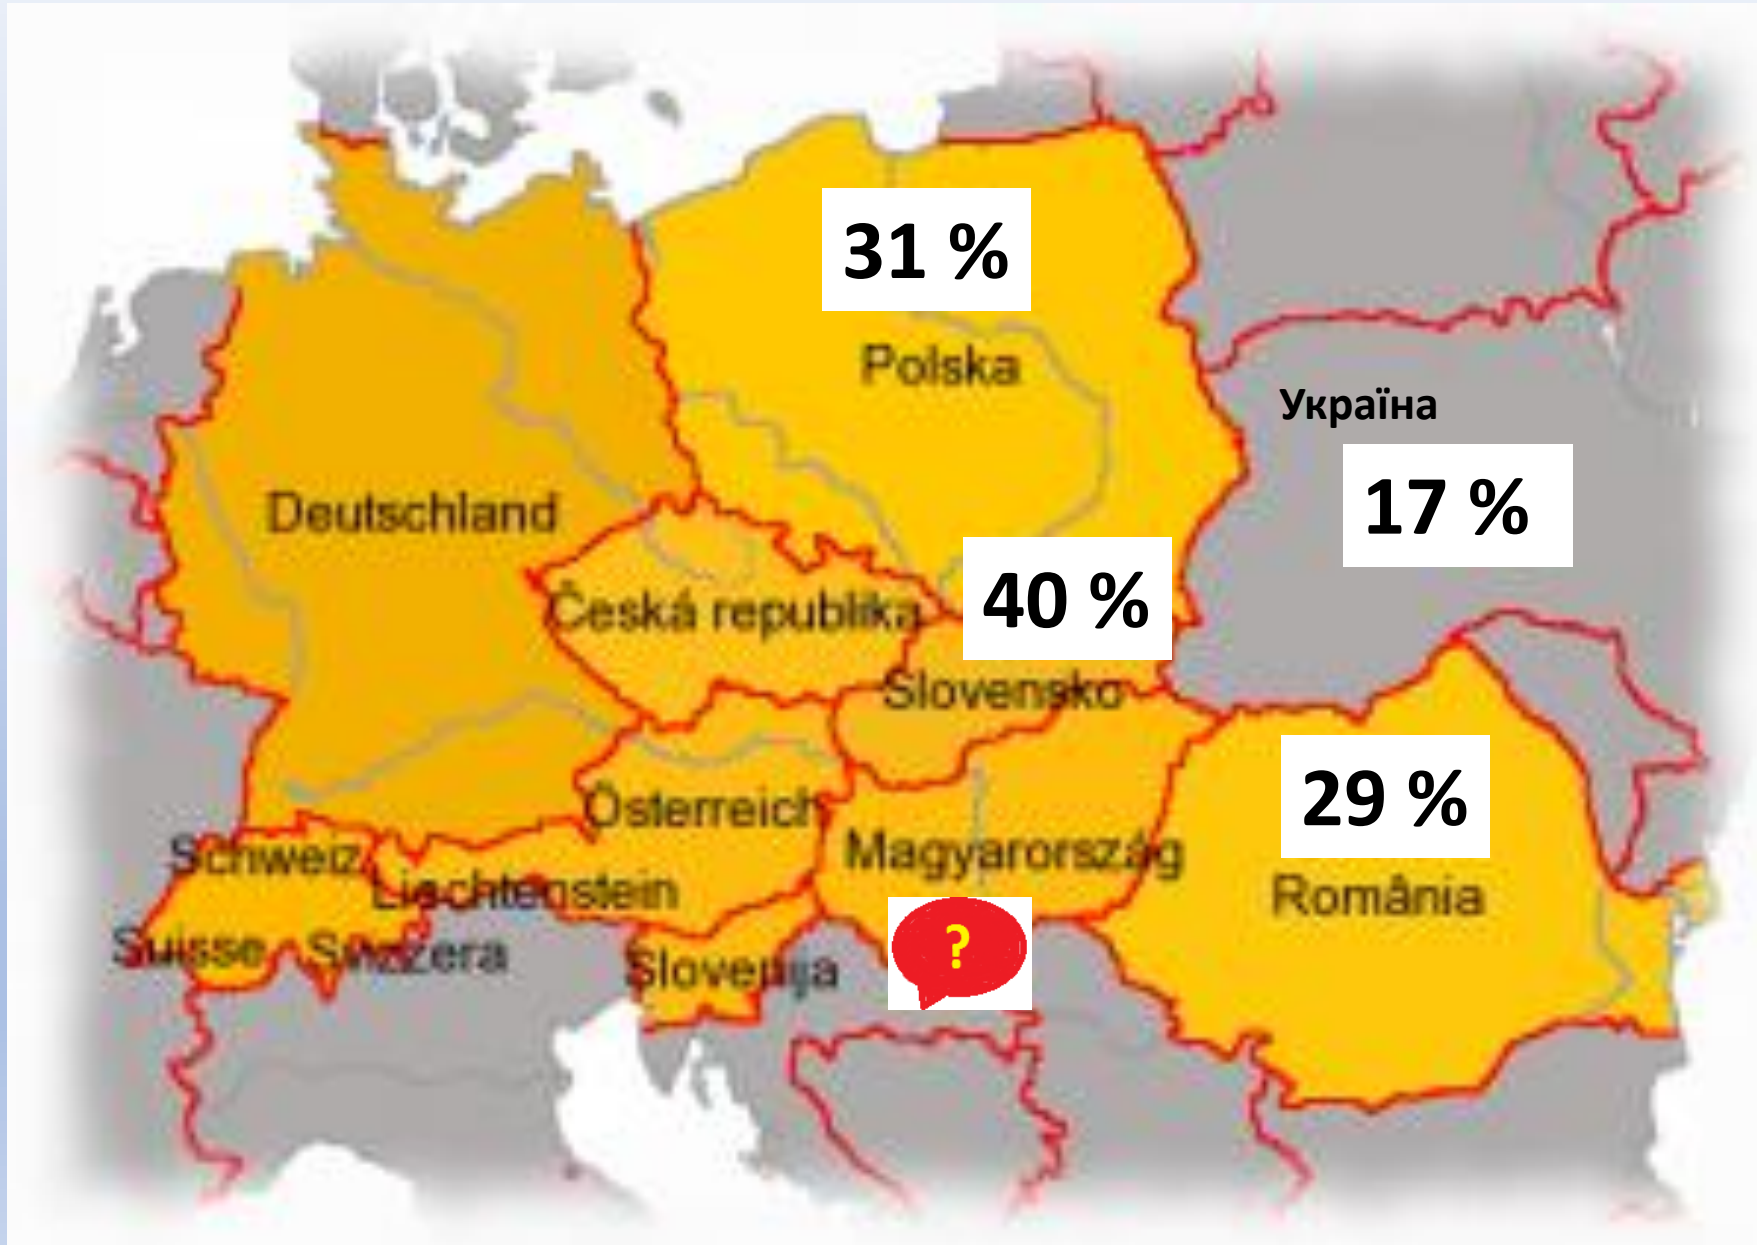 31 %
Polska
Україна
17 %
Deutschland
40 %
Česká republika
Slovensko
29 %
Österreich
Magyarország
Schweiz
Liechtenstein
România
Suisse
Svizzera
Slovenija
?